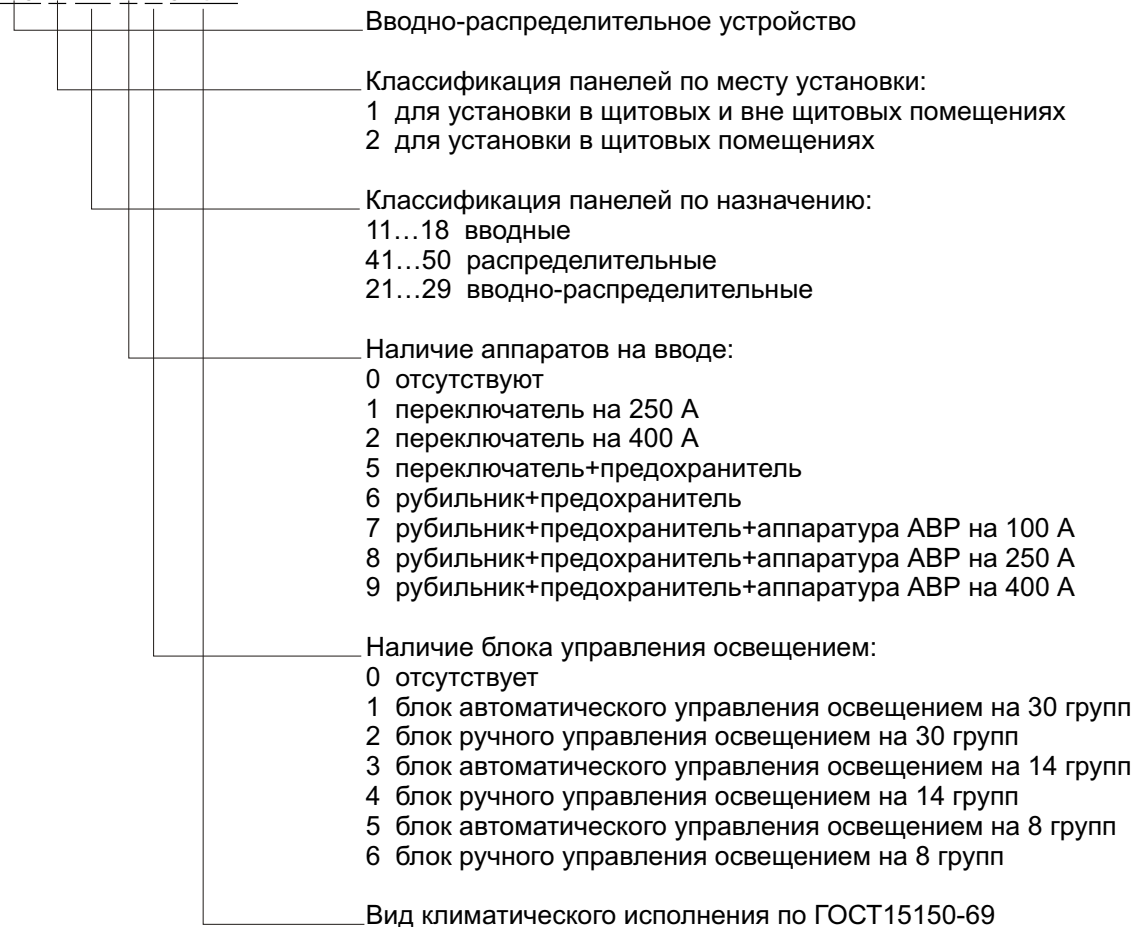 Вводно-распределительное устройство
Классификация панелей по месту установки:
1 для установки в щитовых и вне щитовых помещениях
2 для установки в щитовых помещениях
Классификация панелей по назначению:
11...18 вводные
41...50 распределительные
21...29 вводно-распределительные
Наличие аппаратов на вводе:
0 отсутствуют
1 переключатель на 250 А
2 переключатель на 400 А
5 переключатель+предохранитель
6 рубильник+предохранитель
7 рубильник+предохранитель+аппаратура АВР на 100 А
8 рубильник+предохранитель+аппаратура АВР на 250 А
9 рубильник+предохранитель+аппаратура АВР на 400 А
Наличие блока управления освещением:
0 отсутствует
1 блок автоматического управления освещением на 30 групп
2 блок ручного управления освещением на 30 групп
3 блок автоматического управления освещением на 14 групп
4 блок ручного управления освещением на 14 групп
5 блок автоматического управления освещением на 8 групп
6 блок ручного управления освещением на 8 групп
Вид климатического исполнения по ГОСТ15150-69